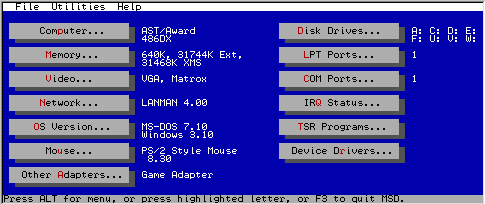 File Utilities Help
Computer... AST/Award
486DX
Disk Drives... A: C: D: E:
F: U: V: W:
Memory... 640K, 31744K Ext,
31468K XMS
LPT Ports... 1
Video... VGA, Matrox
COM Ports... 1
Network... LANMAN 4.00
IRQ Status...
OS Version... MS-DOS 7.10
Windows 3.10
TSR Programs...
Mouse... PS/2 Style Mouse
8.30
Device Drivers...
Other Adapters... Game Adapter
Press ALT for menu, or press highlighted letter, or F3 to quit MSD.